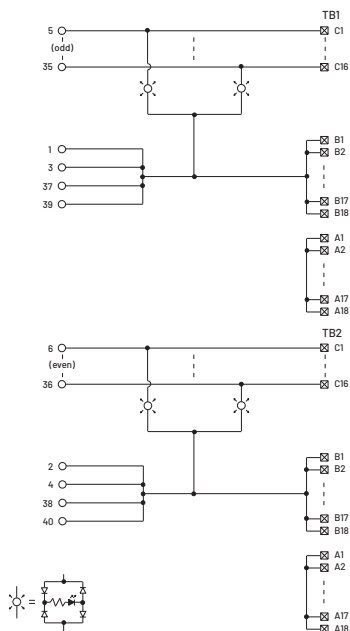 TB1
5 C1
(odd)
35 C16
B1
1 B2
3
37 B17
39 B18
A1
A2
A17
A18
TB2
6 C1
(even)
36 C16
B1
2 B2
4
38 B17
40 B18
A1
A2
=
A17
A18